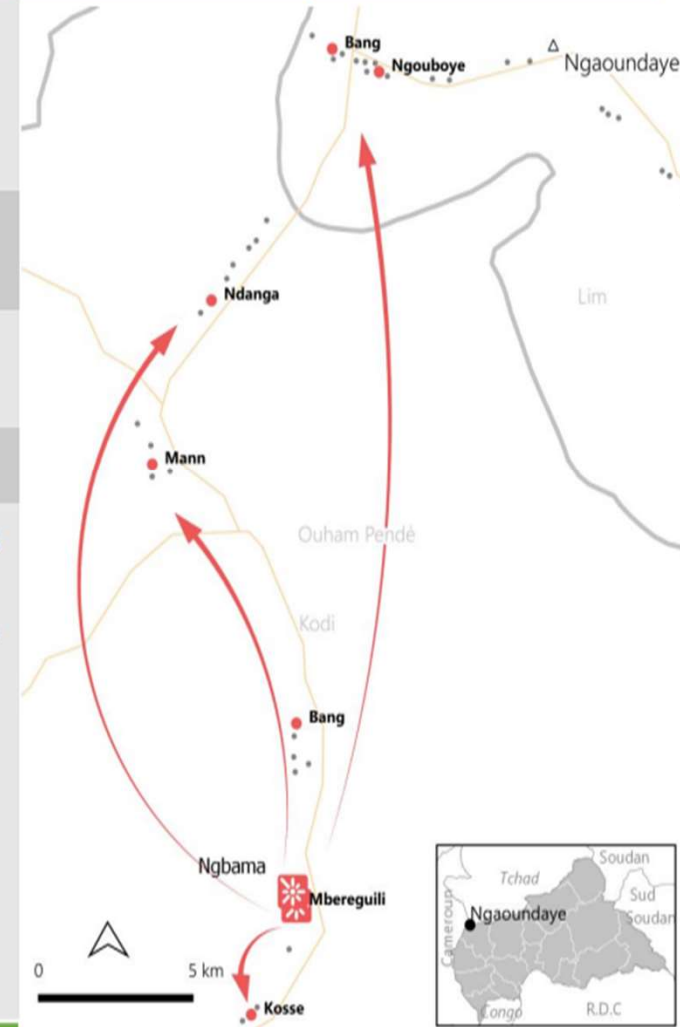 Bang
Ngouboye
Ngaoundaye
Ndanga
Lim
Mann
Ouham Pendé
Kodi
Bang
Ngbama
Mbereguili
0 5 km
Kosse
Soudan
Tchad
Sud
Soudan
Cameroun
Ngaoundaye
Congo
R.D.C